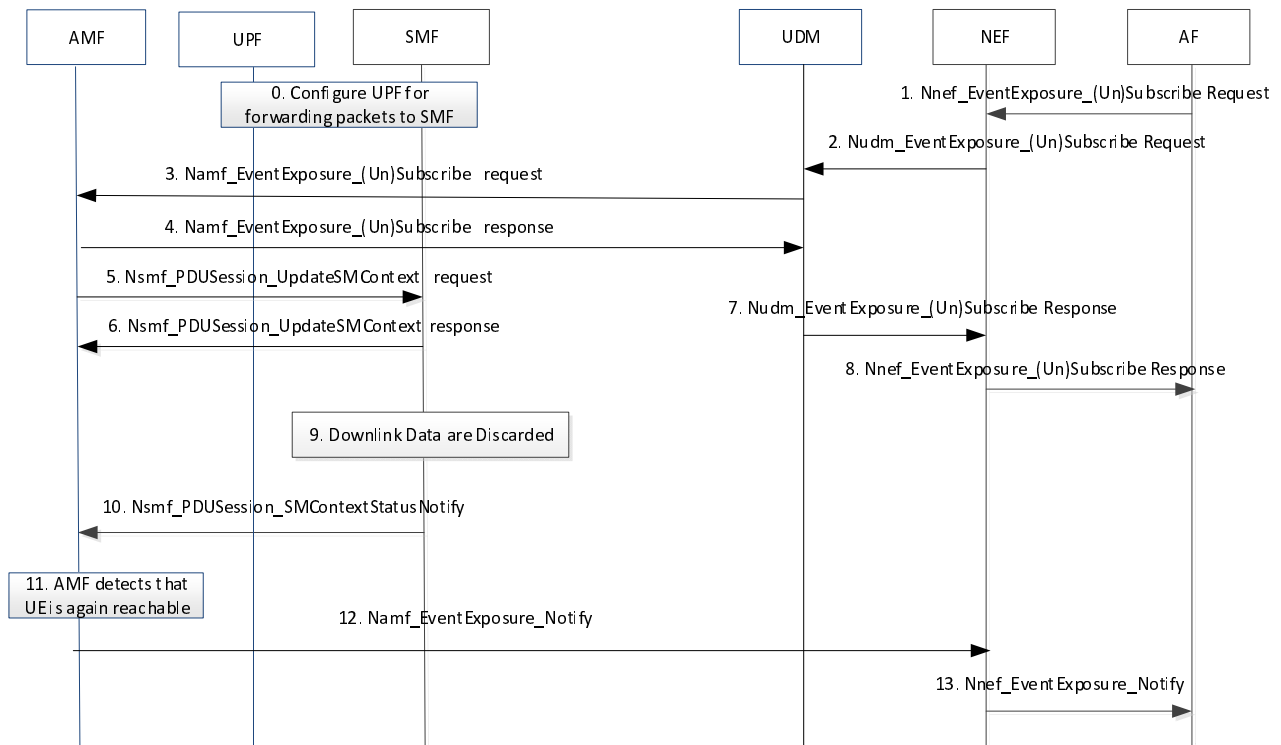 AMF
UPF
SMF
UDM
NEF
AF
0. Configure UPF for
forwarding packets to SMF
1. Nnef_EventExposure_(Un)Subscribe Request
2. Nudm_EventExposure_(Un)Subscribe Request
3. Namf_EventExposure_(Un)Subscribe request
4. Namf_EventExposure_(Un)Subscribe response
5. Nsmf_PDUSession_UpdateSMContext request
6. Nsmf_PDUSession_UpdateSMContext response
7. Nudm_EventExposure_(Un)Subscribe Response
8. Nnef_EventExposure_(Un)Subscribe Response
9. Downlink Data are Discarded
10. Nsmf_PDUSession_SMContextStatusNotify
11. AMF detects that
UE is again reachable
12. Namf_EventExposure_Notify
13. Nnef_EventExposure_Notify